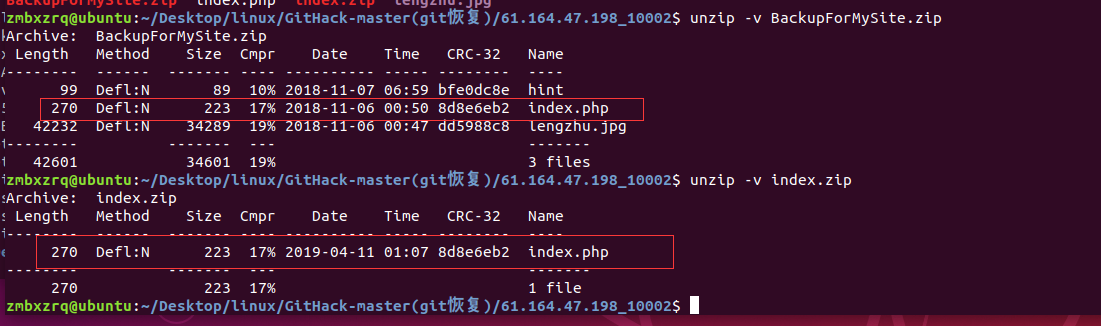 BackupForMySite.zip index.php index.zip lengzhu.jpg
zmbxzrq@ubuntu:~/Desktop/linux/GitHack-master(git恢复)/61.164.47.198_10002$ unzip -v BackupForMySite.zip
Archive:  BackupForMySite.zip
 Length   Method    Size  Cmpr    Date    Time   CRC-32   Name
--------  ------  ------- ---- ---------- ----- --------  ----
      99  Defl:N       89  10% 2018-11-07 06:59 bfe0dc8e  hint
     270  Defl:N      223  17% 2018-11-06 00:50 8d8e6eb2  index.php
   42232  Defl:N    34289  19% 2018-11-06 00:47 dd5988c8  lengzhu.jpg
--------          -------  ---                            -------
   42601            34601  19%                            3 files
zmbxzrq@ubuntu:~/Desktop/linux/GitHack-master(git恢复)/61.164.47.198_10002$ unzip -v index.zip
Archive:  index.zip
 Length   Method    Size  Cmpr    Date    Time   CRC-32   Name
--------  ------  ------- ---- ---------- ----- --------  ----
     270  Defl:N      223  17% 2019-04-11 01:07 8d8e6eb2  index.php
--------          -------  ---                            -------
     270              223  17%                            1 file
zmbxzrq@ubuntu:~/Desktop/linux/GitHack-master(git恢复)/61.164.47.198_10002$